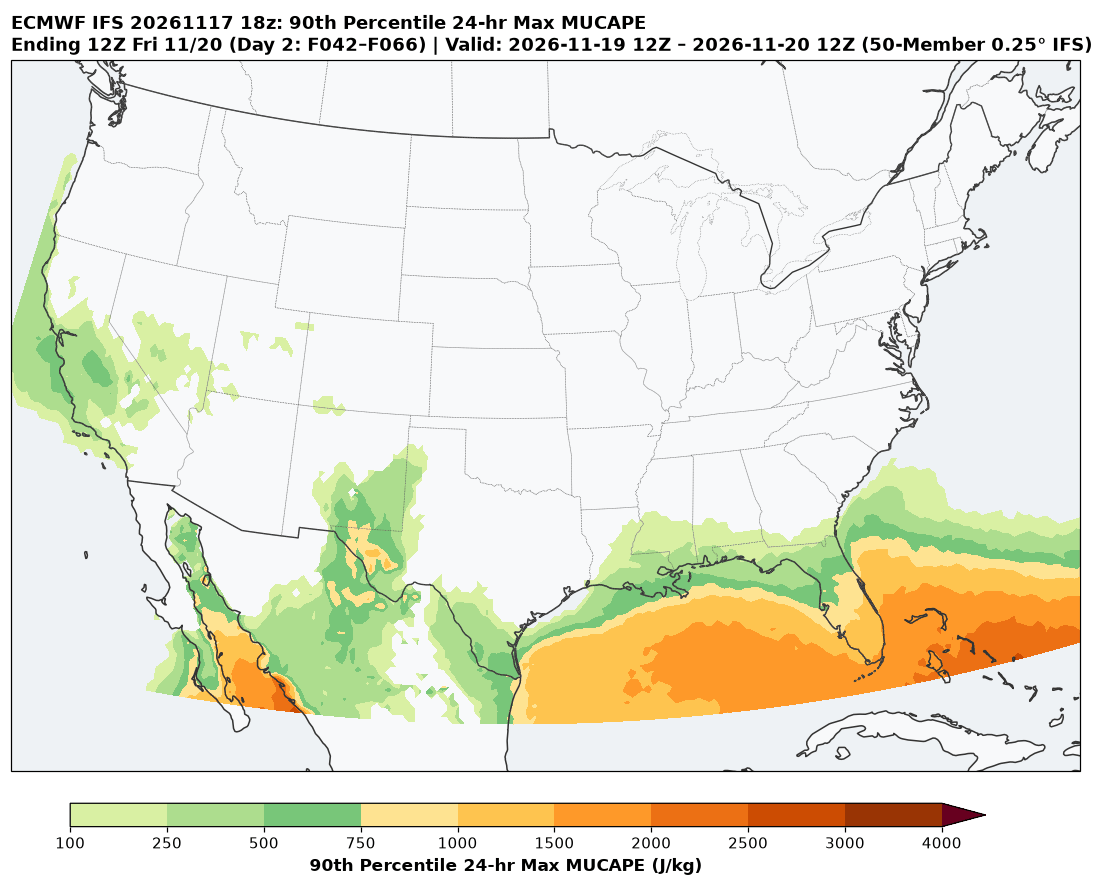 ECMWF IFS 20261117 18z: 90th Percentile 24-hr Max MUCAPE
Ending 12Z Fri 11/20 (Day 2: F042–F066) | Valid: 2026-11-19 12Z – 2026-11-20 12Z (50-Member 0.25° IFS)
100 250 500 750 1000 1500 2000 2500 3000 4000
90th Percentile 24-hr Max MUCAPE (J/kg)